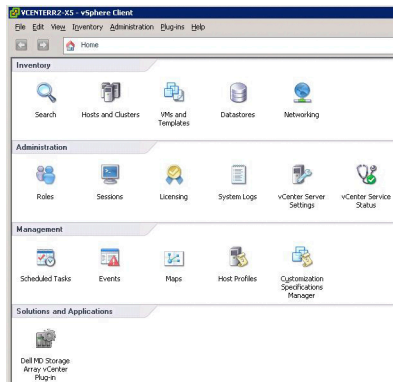 VCENTERR2-X5 - vSphere Client
File Edit View Inventory Administration Plug-ins Help
Home
Inventory
Search Hosts and Clusters VMs and Templates Datastores Networking
Administration
Roles Sessions Licensing System Logs vCenter Server Settings vCenter Service Status
Management
Scheduled Tasks Events Maps Host Profiles Customization Specifications Manager
Solutions and Applications
Dell MD Storage
Array vCenter
Plug-in